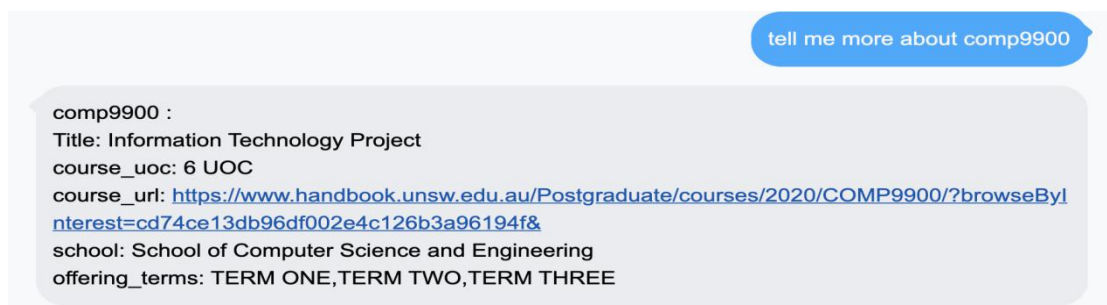 tell me more about comp9900
comp9900 :
Title: Information Technology Project
course_uoc: 6 UOC
course_url: https://www.handbook.unsw.edu.au/Postgraduate/courses/2020/COMP9900/?browseByI
nterest=cd74ce13db96df002e4c126b3a96194f&
school: School of Computer Science and Engineering
offering_terms: TERM ONE,TERM TWO,TERM THREE